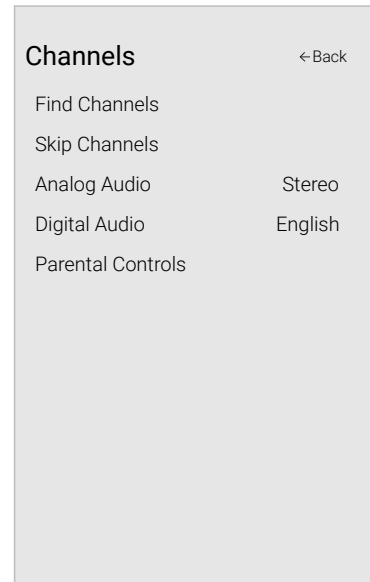 Channels ←Back
Find Channels
Skip Channels
Analog Audio Stereo
Digital Audio English
Parental Controls